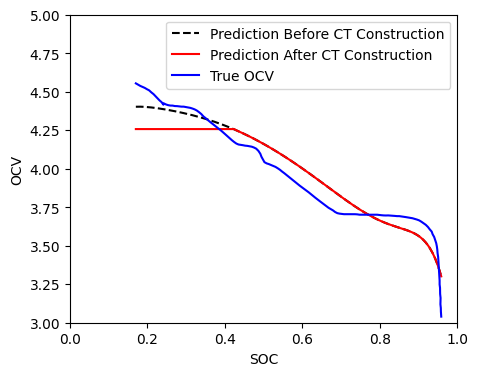 Prediction Before CT Construction
Prediction After CT Construction
True OCV
5.00
4.75
4.50
4.25
4.00
3.75
3.50
3.25
3.00
OCV
0.0 0.2 0.4 0.6 0.8 1.0
SOC